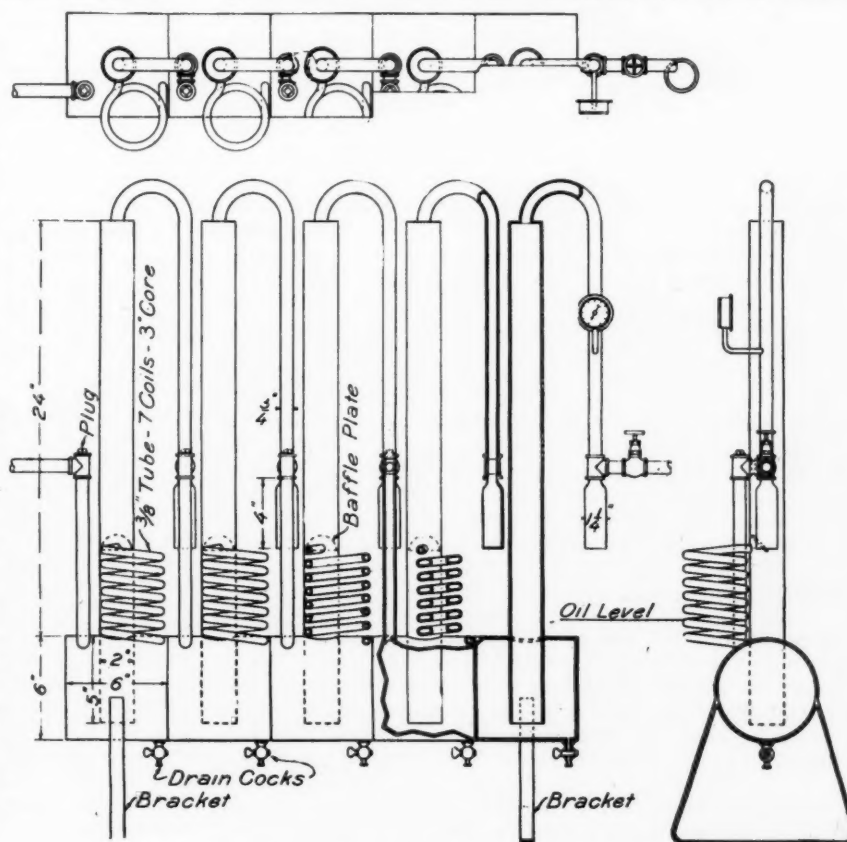 24"
Plug
3/8" Tube - 7 Coils - 3" Core
4"
Baffle Plate
1 1/4"
Oil Level
2"
6"
5"
6"
Drain Cocks
Bracket
Bracket